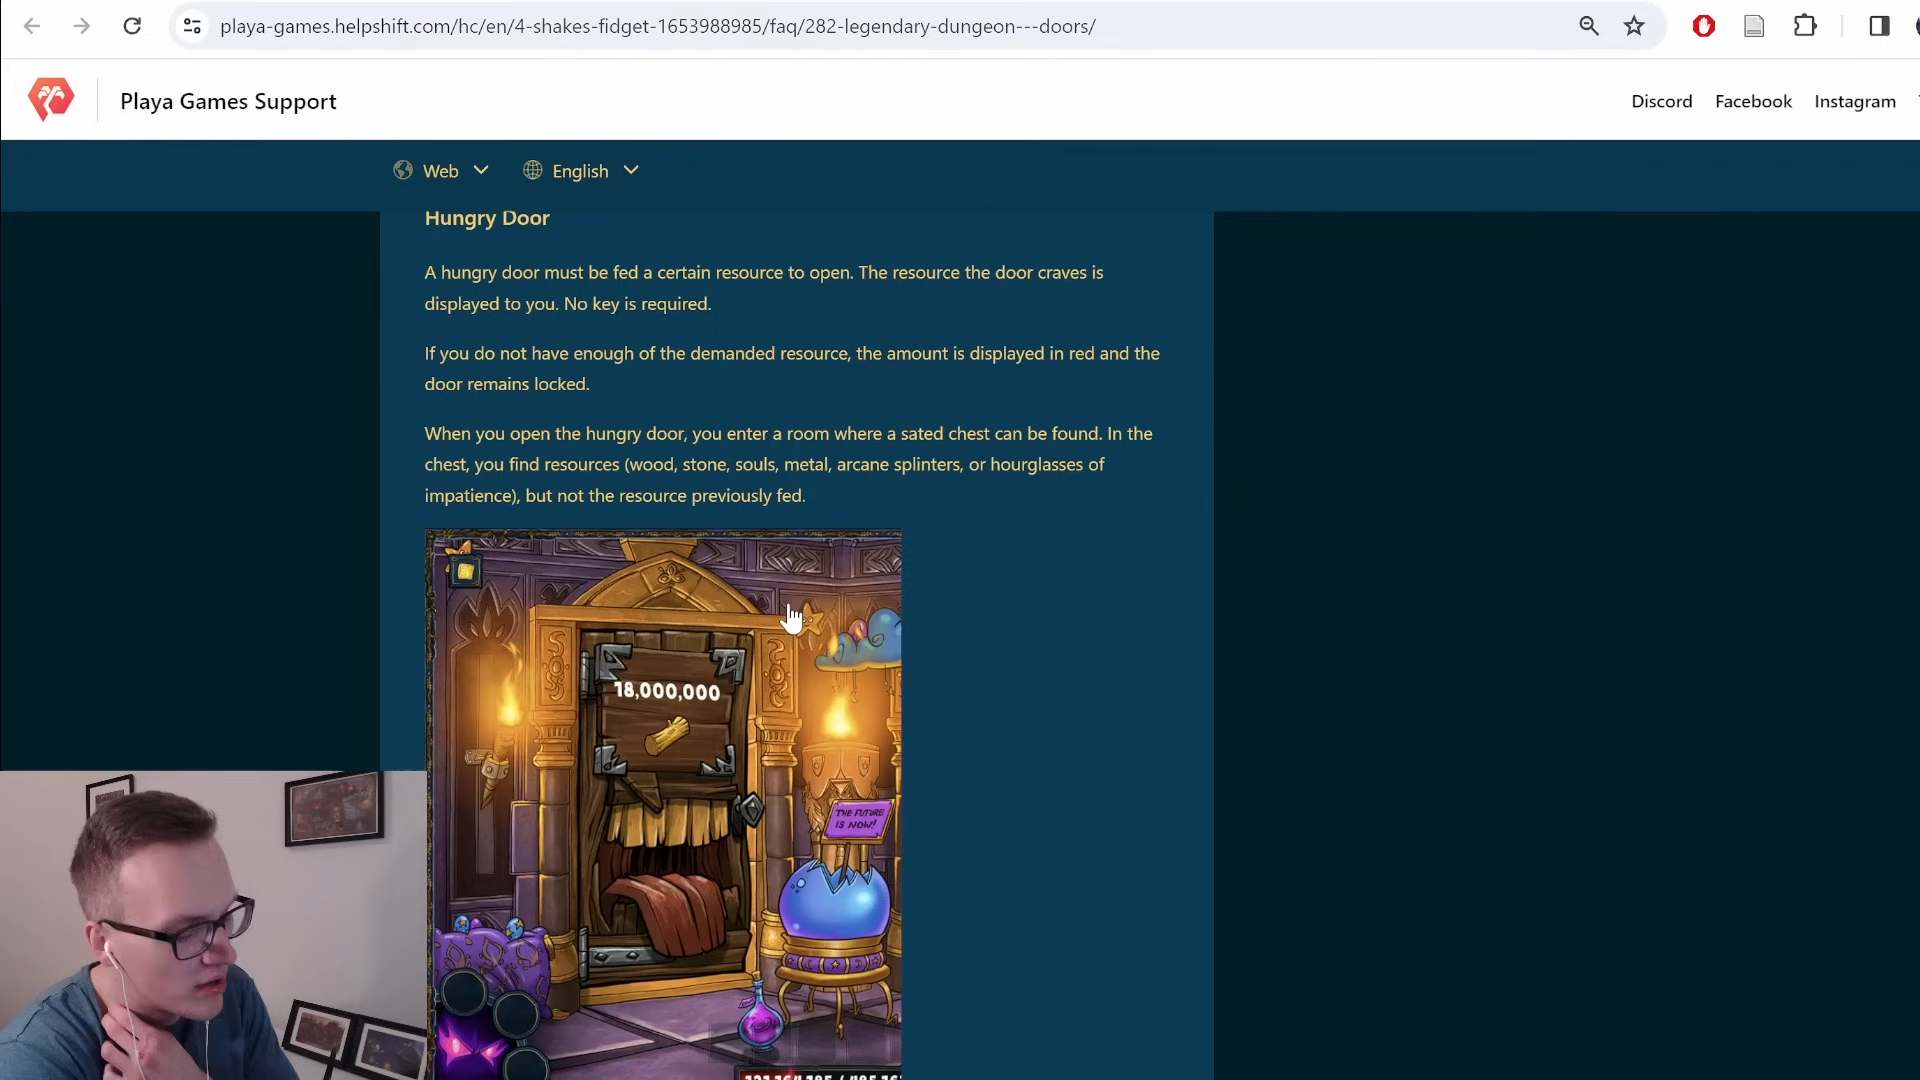 playa-games.helpshift.com/hc/en/4-shakes-fidget-1653988985/faq/282-legendary-dungeon---doors/
Playa Games Support
Discord Facebook Instagram
Web English
Hungry Door
A hungry door must be fed a certain resource to open. The resource the door craves is
displayed to you. No key is required.
If you do not have enough of the demanded resource, the amount is displayed in red and the
door remains locked.
When you open the hungry door, you enter a room where a sated chest can be found. In the
chest, you find resources (wood, stone, souls, metal, arcane splinters, or hourglasses of
impatience), but not the resource previously fed.
18,000,000
THE FUTURE
IS NOW!